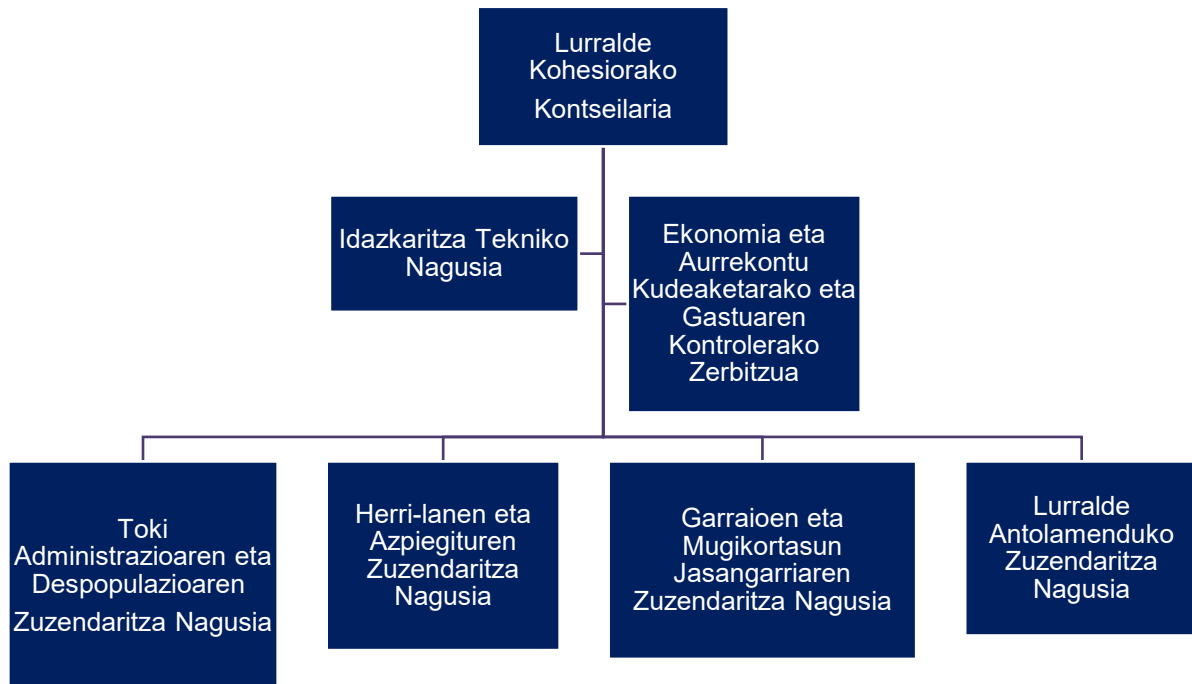 Lurralde
Kohesiorako
Kontseilaria
Idazkaritza Tekniko
Nagusia
Ekonomia eta
Aurrekontu
Kudeaketarako eta
Gastuaren
Kontrolerako
Zerbitzua
Toki
Administrazioaren eta
Despopulazioaren
Zuzendaritza Nagusia
Herri-lanen eta
Azpiegituren
Zuzendaritza
Nagusia
Garraioen eta
Mugikortasun
Jasangarriaren
Zuzendaritza Nagusia
Lurralde
Antolamenduko
Zuzendaritza
Nagusia